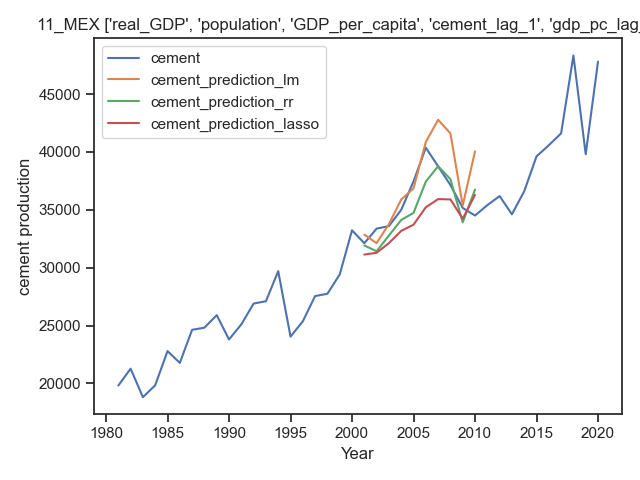 11_MEX ['real_GDP', 'population', 'GDP_per_capita', 'cement_lag_1', 'gdp_pc_lag_
cement
cement_prediction_lm
cement_prediction_rr
cement_prediction_lasso
cement production
45000
40000
35000
30000
25000
20000
1980 1985 1990 1995 2000 2005 2010 2015 2020
Year